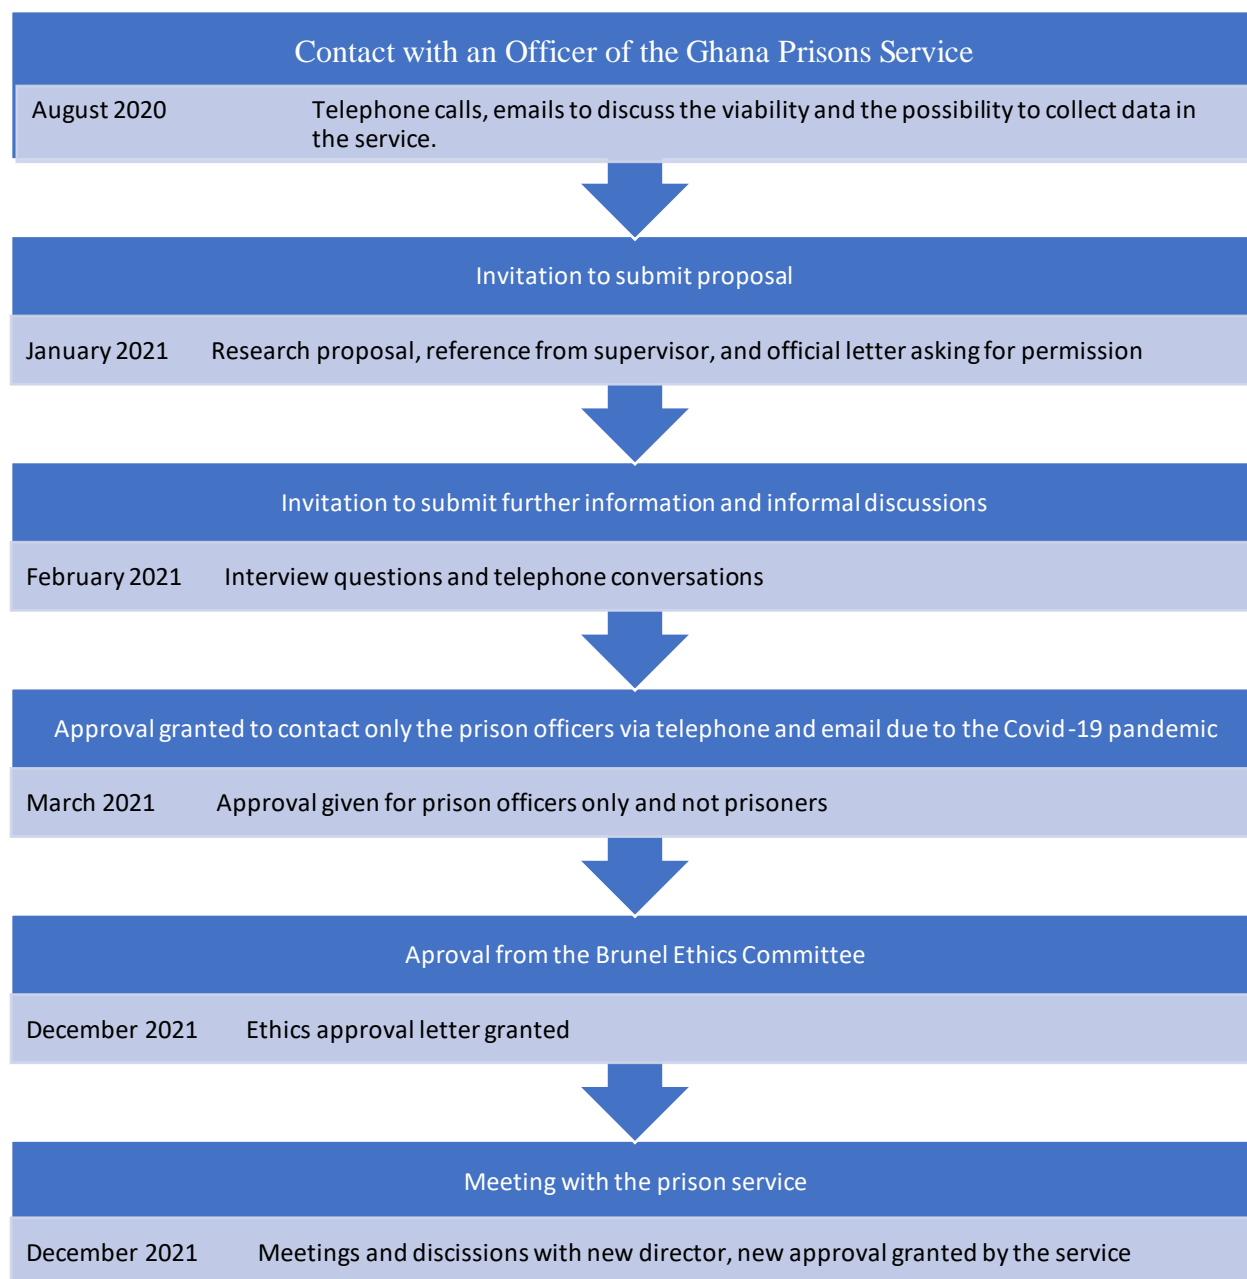 Contact with an Officer of the Ghana Prisons Service
August 2020 Telephone calls, emails to discuss the viability and the possibility to collect data in
the service.
Invitation to submit proposal
January 2021 Research proposal, reference from supervisor, and official letter asking for permission
Invitation to submit further information and informal discussions
February 2021 Interview questions and telephone conversations
Approval granted to contact only the prison officers via telephone and email due to the Covid-19 pandemic
March 2021 Approval given for prison officers only and not prisoners
Aproval from the Brunel Ethics Committee
December 2021 Ethics approval letter granted
Meeting with the prison service
December 2021 Meetings and discissions with new director, new approval granted by the service